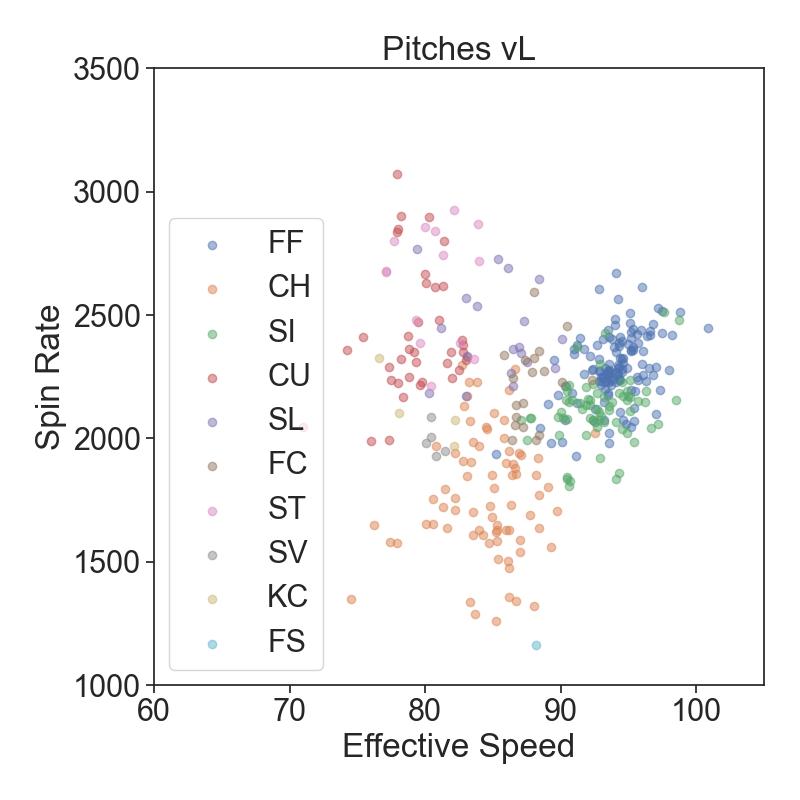 Pitches vL
3500
3000
2500
2000
1500
1000
Spin Rate
FF
CH
SI
CU
SL
FC
ST
SV
KC
FS
60 70 80 90 100
Effective Speed